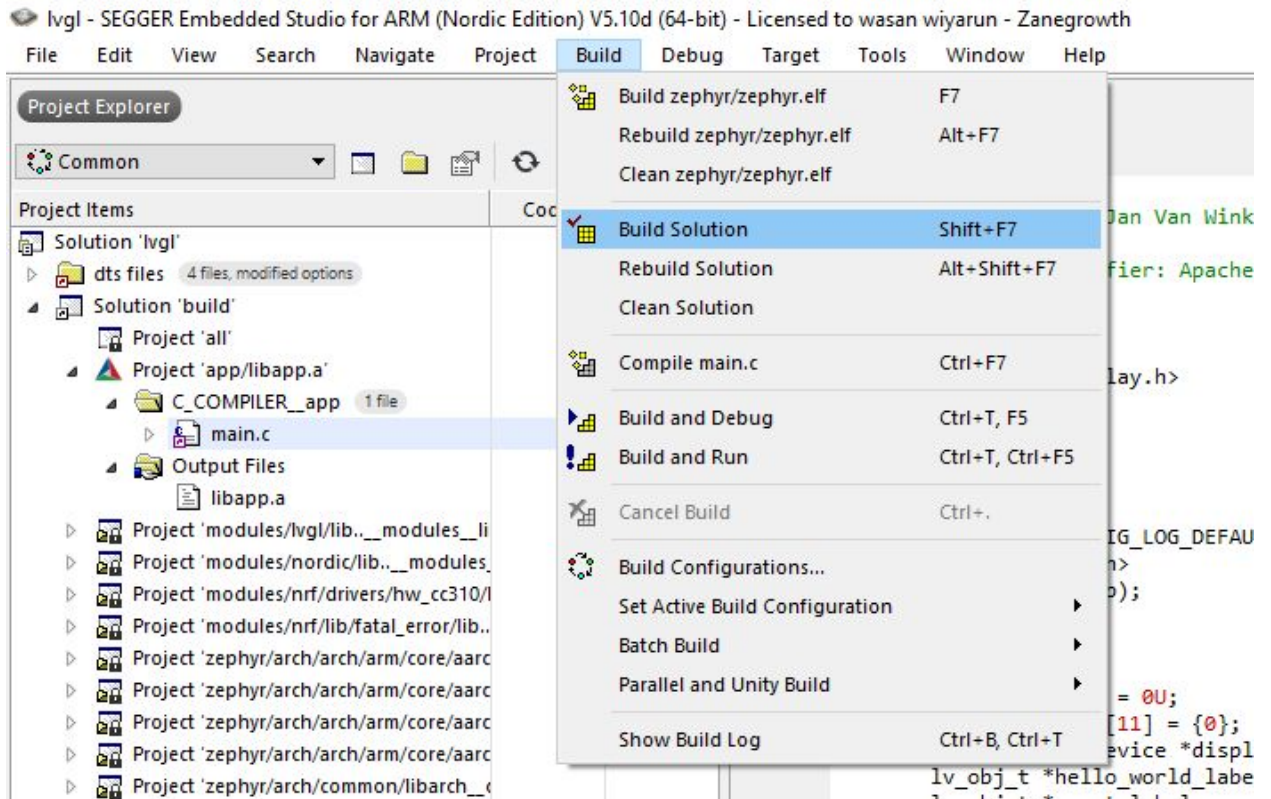 lvgl - SEGGER Embedded Studio for ARM (Nordic Edition) V5.10d (64-bit) - Licensed to wasan wiyarun - Zanegrowth
File Edit View Search Navigate Project Build Debug Target Tools Window Help
Project Explorer
Common
Project Items Cod
Solution 'lvgl'
dts files 4 files, modified options
Solution 'build'
Project 'all'
Project 'app/libapp.a'
C_COMPILER__app 1 file
main.c
Output Files
libapp.a
Project 'modules/lvgl/lib..__modules__li
Project 'modules/nordic/lib..__modules_
Project 'modules/nrf/drivers/hw_cc310/l
Project 'modules/nrf/lib/fatal_error/lib..
Project 'zephyr/arch/arch/arm/core/aarc
Project 'zephyr/arch/arch/arm/core/aarc
Project 'zephyr/arch/arch/arm/core/aarc
Project 'zephyr/arch/arch/arm/core/aarc
Project 'zephyr/arch/common/libarch__c
Build zephyr/zephyr.elf F7
Rebuild zephyr/zephyr.elf Alt+F7
Clean zephyr/zephyr.elf
Build Solution Shift+F7
Rebuild Solution Alt+Shift+F7
Clean Solution
Compile main.c Ctrl+F7
Build and Debug Ctrl+T, F5
Build and Run Ctrl+T, Ctrl+F5
Cancel Build Ctrl+.
Build Configurations...
Set Active Build Configuration
Batch Build
Parallel and Unity Build
Show Build Log Ctrl+B, Ctrl+T
Jan Van Wink
fier: Apache
lay.h>
IG_LOG_DEFAU
h>
);
= 0U;
[11] = {0};
evice *displ
lv_obj_t *hello_world_labe